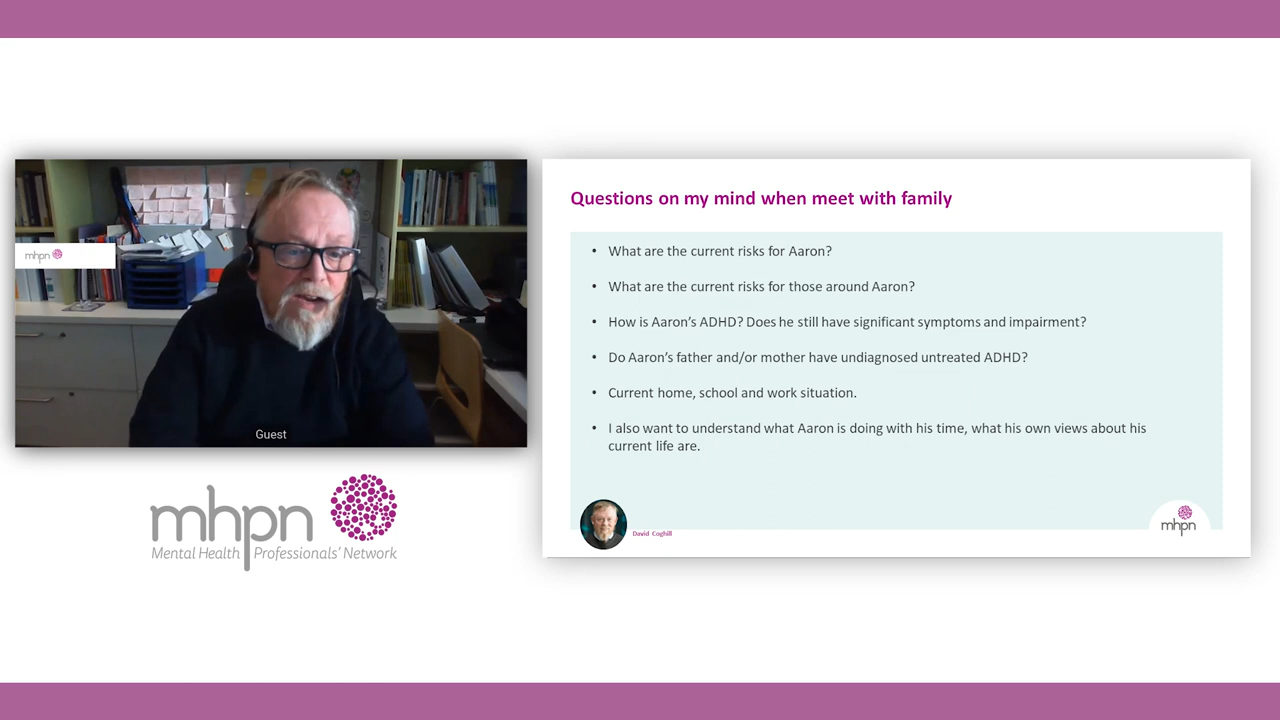 mhpn
Guest
mhpn
Mental Health Professionals' Network
Questions on my mind when meet with family
• What are the current risks for Aaron?
• What are the current risks for those around Aaron?
• How is Aaron's ADHD? Does he still have significant symptoms and impairment?
• Do Aaron's father and/or mother have undiagnosed untreated ADHD?
• Current home, school and work situation.
• I also want to understand what Aaron is doing with his time, what his own views about his
current life are.
David Coghill
mhpn